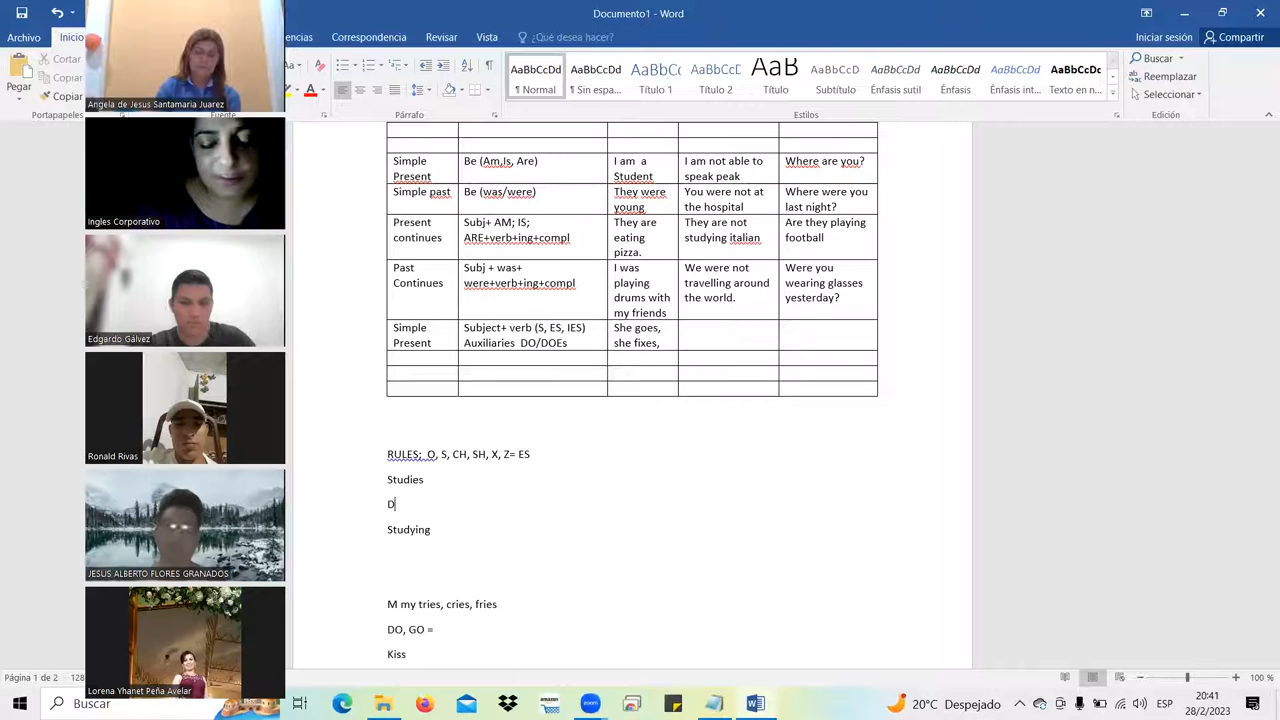 Documento1 - Word
Iniciar sesión
Compartir
Archivo
Inicio
encias
Correspondencia
Revisar
Vista
¿Qué desea hacer?
AaBbCcDd
AaBbCcDd
AaBbC
AaBbCcD
AaB
AaBbCcD
AaBbCcDd
AaBbCcDd
AaBbCcDd
AaBbCcDd
¶ Normal
¶ Sin espa...
Título 1
Título 2
Título
Subtítulo
Énfasis sutil
Énfasis
Énfasis int...
Texto en n...
Buscar
Reemplazar
Seleccionar
Fuente
Párrafo
Estilos
Edición
Angela de Jesus Santamaria Juarez
Ingles Corporativo
Edgardo Gálvez
Ronald Rivas
JESUS ALBERTO FLORES GRANADOS
Lorena Yhanet Peña Avelar
Simple Be (Am,Is, Are) I am a I am not able to Where are you?
Present Student speak peak
Simple past Be (was/were) They were You were not at Where were you
young the hospital last night?
Present Subj+ AM; IS; They are They are not Are they playing
continues ARE+verb+ing+compl eating studying italian football
pizza.
Past Subj + was+ I was We were not Were you
Continues were+verb+ing+compl playing travelling around wearing glasses
drums with the world. yesterday?
my friends
Simple Subject+ verb (S, ES, IES) She goes,
Present Auxiliaries DO/DOEs she fixes,
RULES; O, S, CH, SH, X, Z= ES
Studies
D
Studying
M my tries, cries, fries
DO, GO =
Kiss
Página 1 de 2
128
100 %
Buscar
amazon
zoom
20°C Despejado
ESP
20:41
28/2/2023